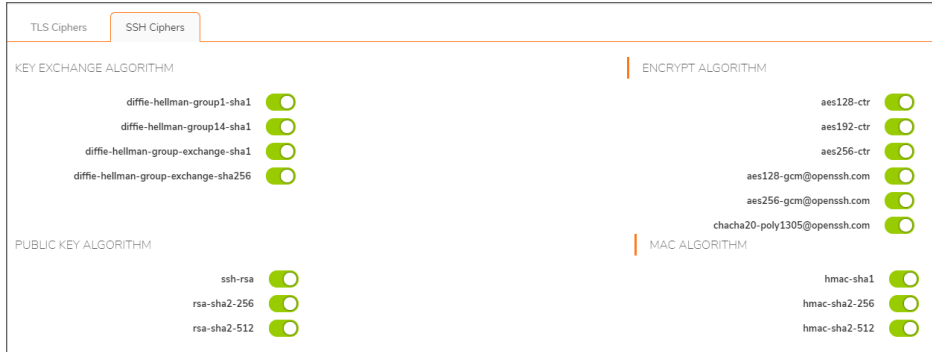 TLS Ciphers
SSH Ciphers
KEY EXCHANGE ALGORITHM
diffie-hellman-group1-sha1
diffie-hellman-group14-sha1
diffie-hellman-group-exchange-sha1
diffie-hellman-group-exchange-sha256
ENCRYPT ALGORITHM
aes128-ctr
aes192-ctr
aes256-ctr
aes128-gcm@openssh.com
aes256-gcm@openssh.com
chacha20-poly1305@openssh.com
PUBLIC KEY ALGORITHM
ssh-rsa
rsa-sha2-256
rsa-sha2-512
MAC ALGORITHM
hmac-sha1
hmac-sha2-256
hmac-sha2-512